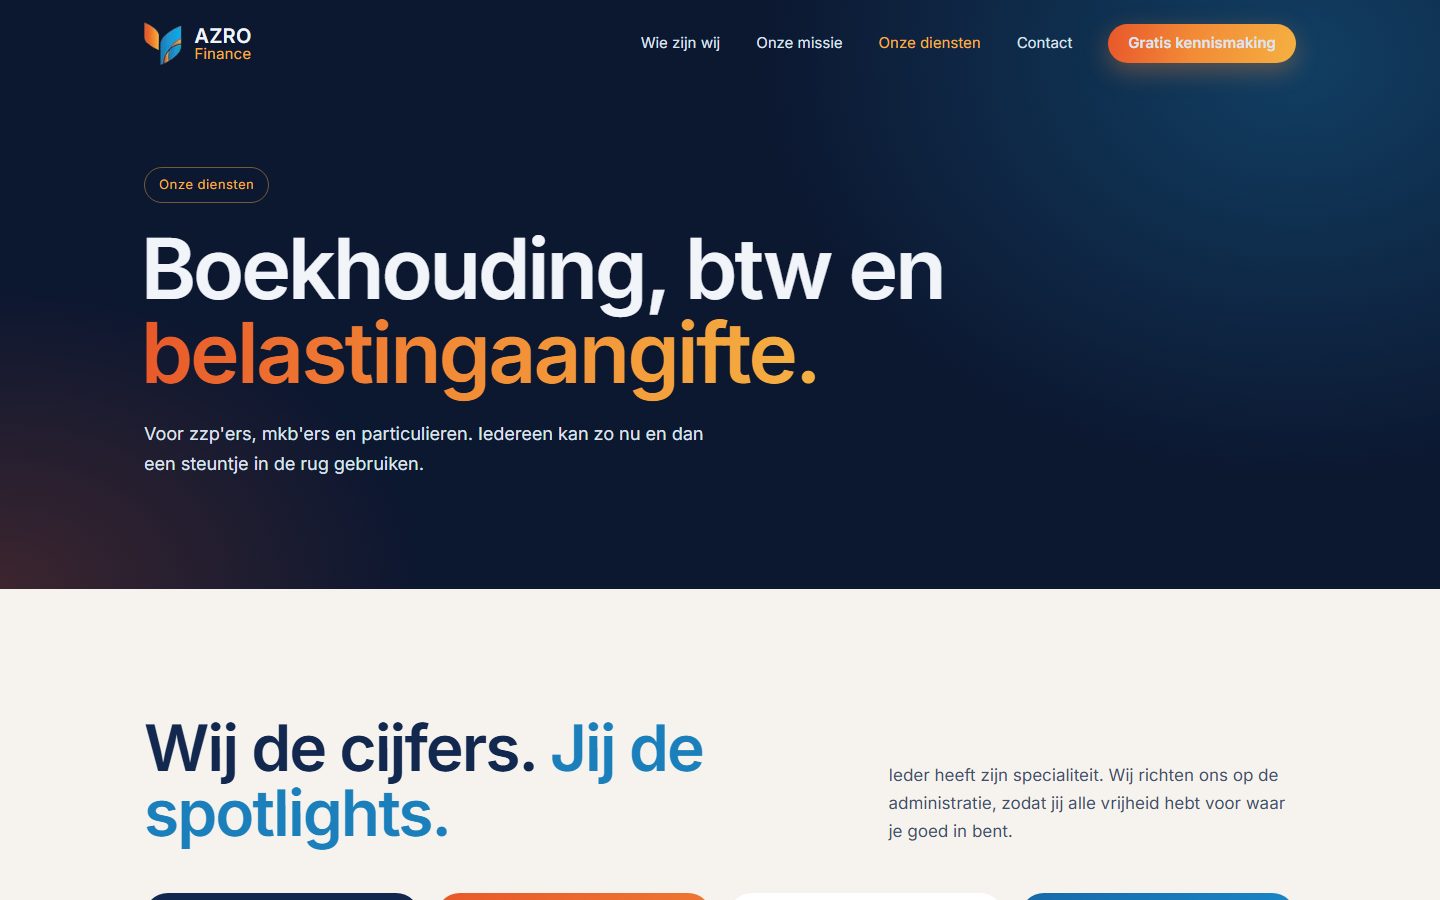 AZRO
Finance
Wie zijn wij
Onze missie
Onze diensten
Contact
Gratis kennismaking
Onze diensten
Boekhouding, btw en
belastingaangifte.
Voor zzp'ers, mkb'ers en particulieren. Iedereen kan zo nu en dan
een steuntje in de rug gebruiken.
Wij de cijfers. Jij de
spotlights.
Ieder heeft zijn specialiteit. Wij richten ons op de
administratie, zodat jij alle vrijheid hebt voor waar
je goed in bent.